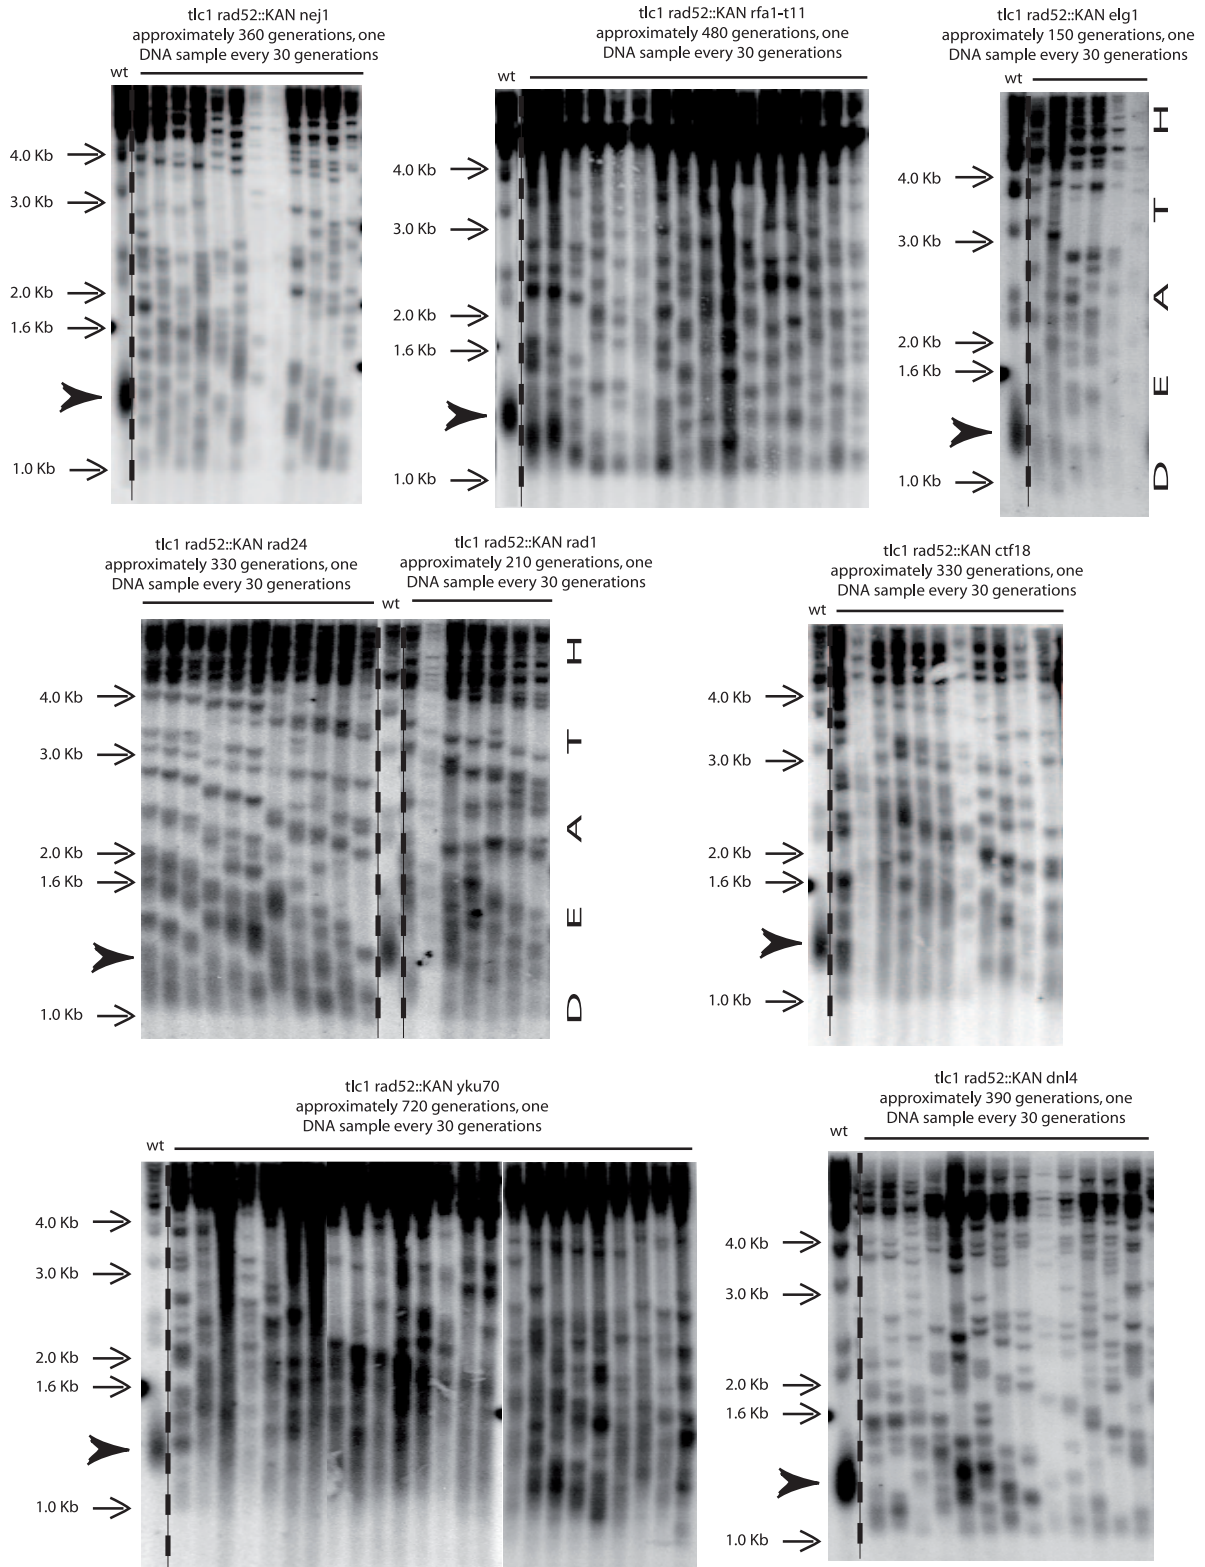 tlc1 rad52::KAN nej1
approximately 360 generations, one
DNA sample every 30 generations
wt
4.0 Kb
3.0 Kb
2.0 Kb
1.6 Kb
1.0 Kb
tlc1 rad52::KAN rfa1-t11
approximately 480 generations, one
DNA sample every 30 generations
wt
4.0 Kb
3.0 Kb
2.0 Kb
1.6 Kb
1.0 Kb
tlc1 rad52::KAN elg1
approximately 150 generations, one
DNA sample every 30 generations
wt
4.0 Kb
3.0 Kb
2.0 Kb
1.6 Kb
1.0 Kb
DEATH
tlc1 rad52::KAN rad24
approximately 330 generations, one
DNA sample every 30 generations
wt
4.0 Kb
3.0 Kb
2.0 Kb
1.6 Kb
1.0 Kb
tlc1 rad52::KAN rad1
approximately 210 generations, one
DNA sample every 30 generations
DEATH
tlc1 rad52::KAN ctf18
approximately 330 generations, one
DNA sample every 30 generations
wt
4.0 Kb
3.0 Kb
2.0 Kb
1.6 Kb
1.0 Kb
tlc1 rad52::KAN yku70
approximately 720 generations, one
DNA sample every 30 generations
wt
4.0 Kb
3.0 Kb
2.0 Kb
1.6 Kb
1.0 Kb
tlc1 rad52::KAN dnl4
approximately 390 generations, one
DNA sample every 30 generations
wt
4.0 Kb
3.0 Kb
2.0 Kb
1.6 Kb
1.0 Kb